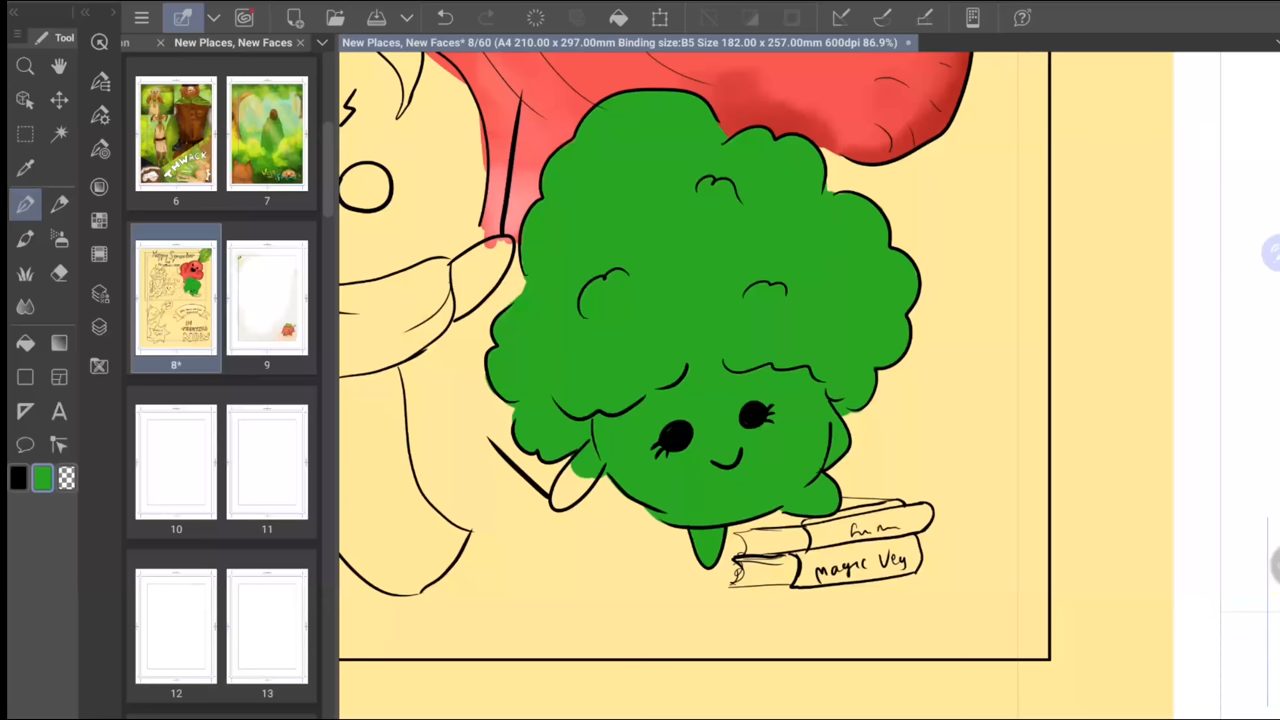 Tool
New Places, New Faces
New Places, New Faces* 8/60 (A4 210.00 x 297.00mm Binding size:B5 Size 182.00 x 257.00mm 600dpi 86.9%)
THWACK
6
7
8*
9
magic Veg
10
11
12
13